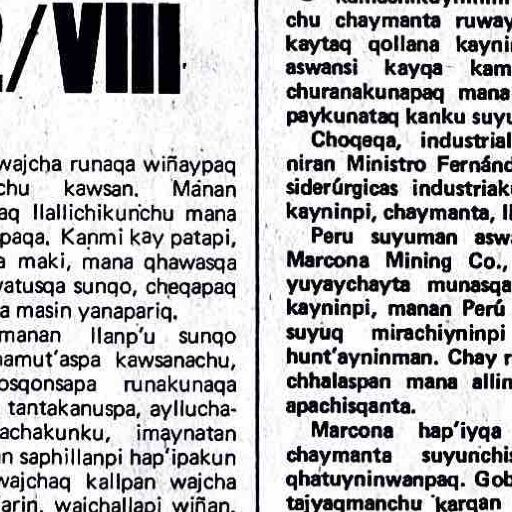 /VIII
wajcha runaqa wiñaypaq
chu kawsan. Mánan
aq llallichikunchu mana
paqa. Kanmi kay patapi,
a maki, mana qhawasqa
yatusqa sunqo, cheqapaq
a masin yanapariq.
manan llanp'u sunqo
hamut'aspa kawsanachu,
osqonsapa runakunaqa
tantakanuspa, ayllucha-
achakunku, imaynatan
n saphillanpi hap'ipakun
wajchaq kallpan wajcha
arin, wajchallapi wiñan.
chu chaymanta ruway
kaytaq qollana kaynin
aswansi kayqa kam
churanakunapaq mana
paykunataq kanku suyu
Choqeqa, industrial
niran Ministro Fernánd
siderúrgicas industriaku
kayninpi, chaymanta, ll
Peru suyuman aswa
Marcona Mining Co.,
yuyaychayta munasqa
kayninpi, manan Perú
suyuq mirachiyninpi
hunt'ayninman. Chay r
chhalaspan mana allin
apachisqanta.
Marcona hap'iyqa
chaymanta suyunchis
qhatuyninwanpaq. Gob
tajyaqmanchu karqan